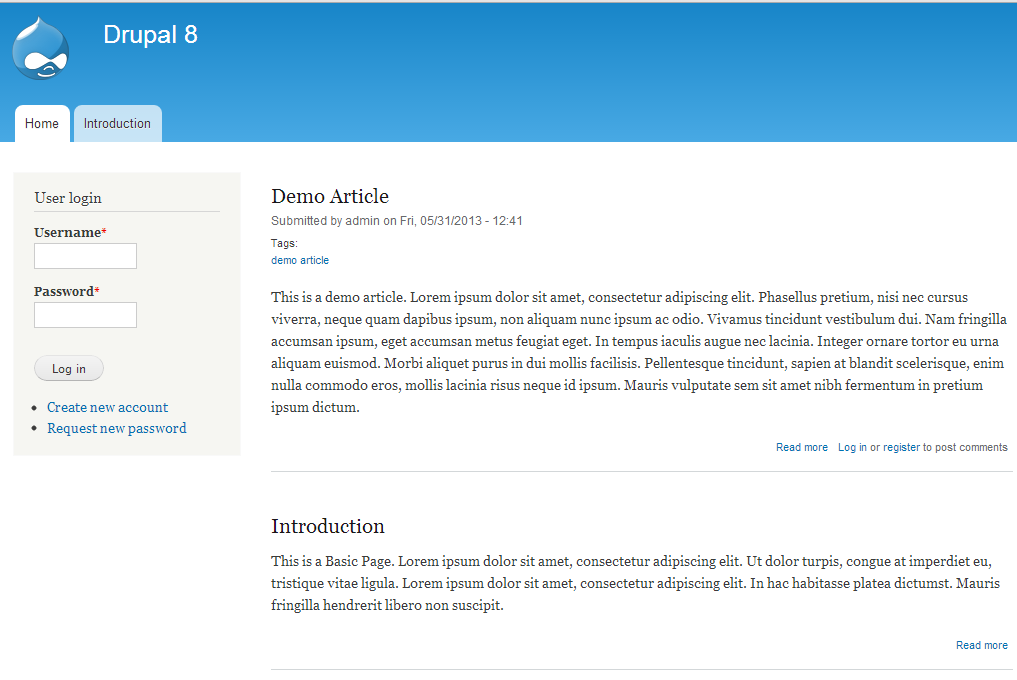 Drupal 8
Home
Introduction
User login
Username*
Password*
Log in
Create new account
Request new password
Demo Article
Submitted by admin on Fri, 05/31/2013 - 12:41
Tags:
demo article
This is a demo article. Lorem ipsum dolor sit amet, consectetur adipiscing elit. Phasellus pretium, nisi nec cursus
viverra, neque quam dapibus ipsum, non aliquam nunc ipsum ac odio. Vivamus tincidunt vestibulum dui. Nam fringilla
accumsan ipsum, eget accumsan metus feugiat eget. In tempus iaculis augue nec lacinia. Integer ornare tortor eu urna
aliquam euismod. Morbi aliquet purus in dui mollis facilisis. Pellentesque tincidunt, sapien at blandit scelerisque, enim
nulla commodo eros, mollis lacinia risus neque id ipsum. Mauris vulputate sem sit amet nibh fermentum in pretium
ipsum dictum.
Read more Log in or register to post comments
Introduction
This is a Basic Page. Lorem ipsum dolor sit amet, consectetur adipiscing elit. Ut dolor turpis, congue at imperdiet eu,
tristique vitae ligula. Lorem ipsum dolor sit amet, consectetur adipiscing elit. In hac habitasse platea dictumst. Mauris
fringilla hendrerit libero non suscipit.
Read more